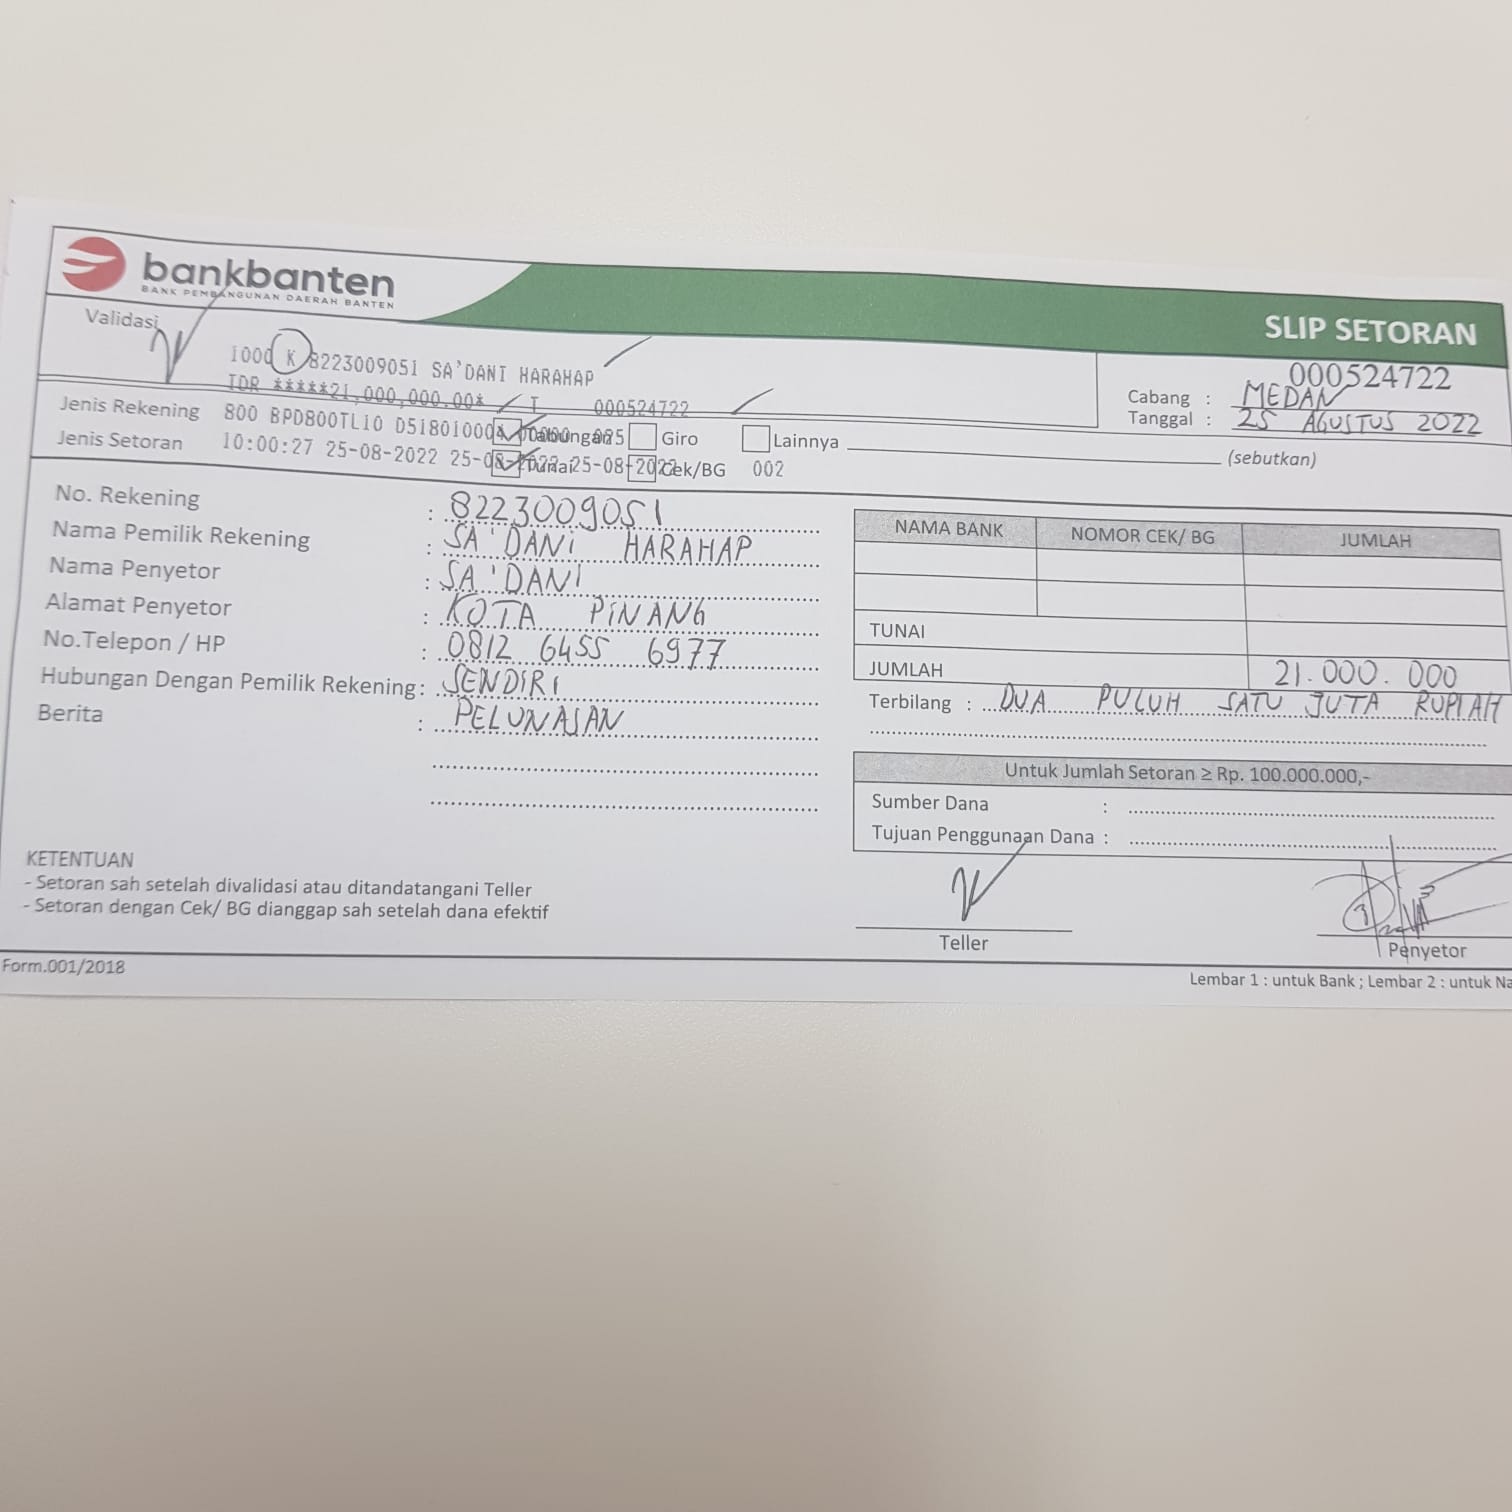 bankbanten
BANK PEMBANGUNAN DAERAH BANTEN
SLIP SETORAN
Validasi
1000 K 8223009051 SA'DANI HARAHAP
IDR *****21,000,000.00* T 000524722
000524722
Cabang : MEDAN
Tanggal : 25 AGUSTUS 2022
Jenis Rekening 800 BPD800TL10 Tabungan Giro Lainnya (sebutkan)
Jenis Setoran 10:00:27 25-08-2022 25-08-2022 25-08-2022 Tunai Cek/BG 002
No. Rekening : 8223009051
Nama Pemilik Rekening : SA'DANI HARAHAP
Nama Penyetor : SA'DANI
Alamat Penyetor : KOTA PINANG
No.Telepon / HP : 0812 6455 6977
Hubungan Dengan Pemilik Rekening : SENDIRI
Berita : PELUNASAN
NAMA BANK NOMOR CEK/ BG JUMLAH
TUNAI
JUMLAH 21.000.000
Terbilang : DUA PULUH SATU JUTA RUPIAH
Untuk Jumlah Setoran ≥ Rp. 100.000.000,-
Sumber Dana :
Tujuan Penggunaan Dana :
KETENTUAN
- Setoran sah setelah divalidasi atau ditandatangani Teller
- Setoran dengan Cek/ BG dianggap sah setelah dana efektif
Teller
Penyetor
Form.001/2018
Lembar 1 : untuk Bank ; Lembar 2 : untuk Na